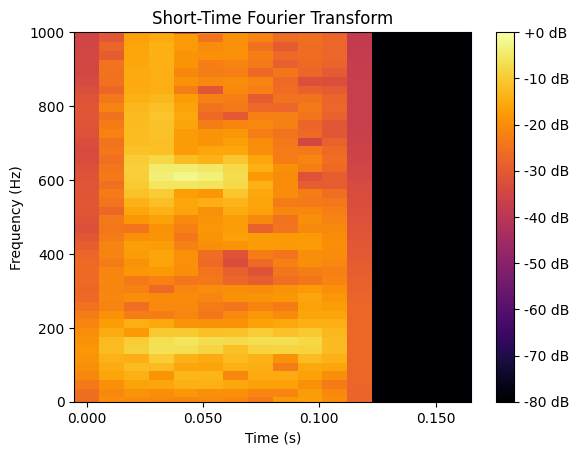 Short-Time Fourier Transform
Frequency (Hz)
1000
800
600
400
200
0
0.000
0.050
0.100
0.150
Time (s)
+0 dB
-10 dB
-20 dB
-30 dB
-40 dB
-50 dB
-60 dB
-70 dB
-80 dB